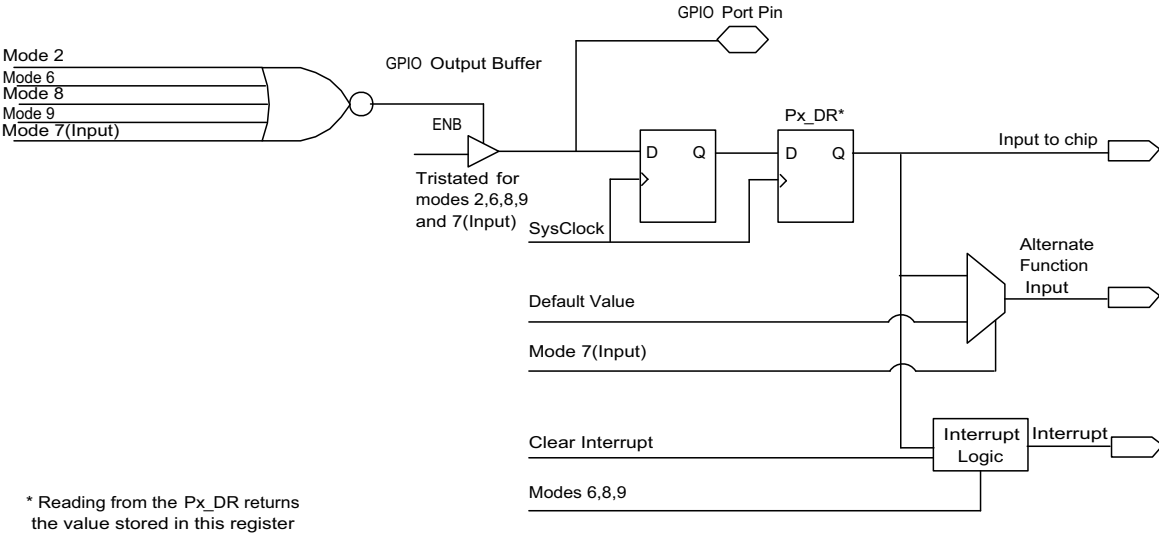 GPIO Port Pin
Mode 2
Mode 6
Mode 8
Mode 9
Mode 7(Input)
GPIO Output Buffer
ENB
Tristated for
modes 2,6,8,9
and 7(Input)
SysClock
D Q
Px_DR*
D Q
Input to chip
Alternate
Function
Input
Default Value
Mode 7(Input)
Clear Interrupt
Interrupt
Logic
Interrupt
Modes 6,8,9
* Reading from the Px_DR returns
the value stored in this register